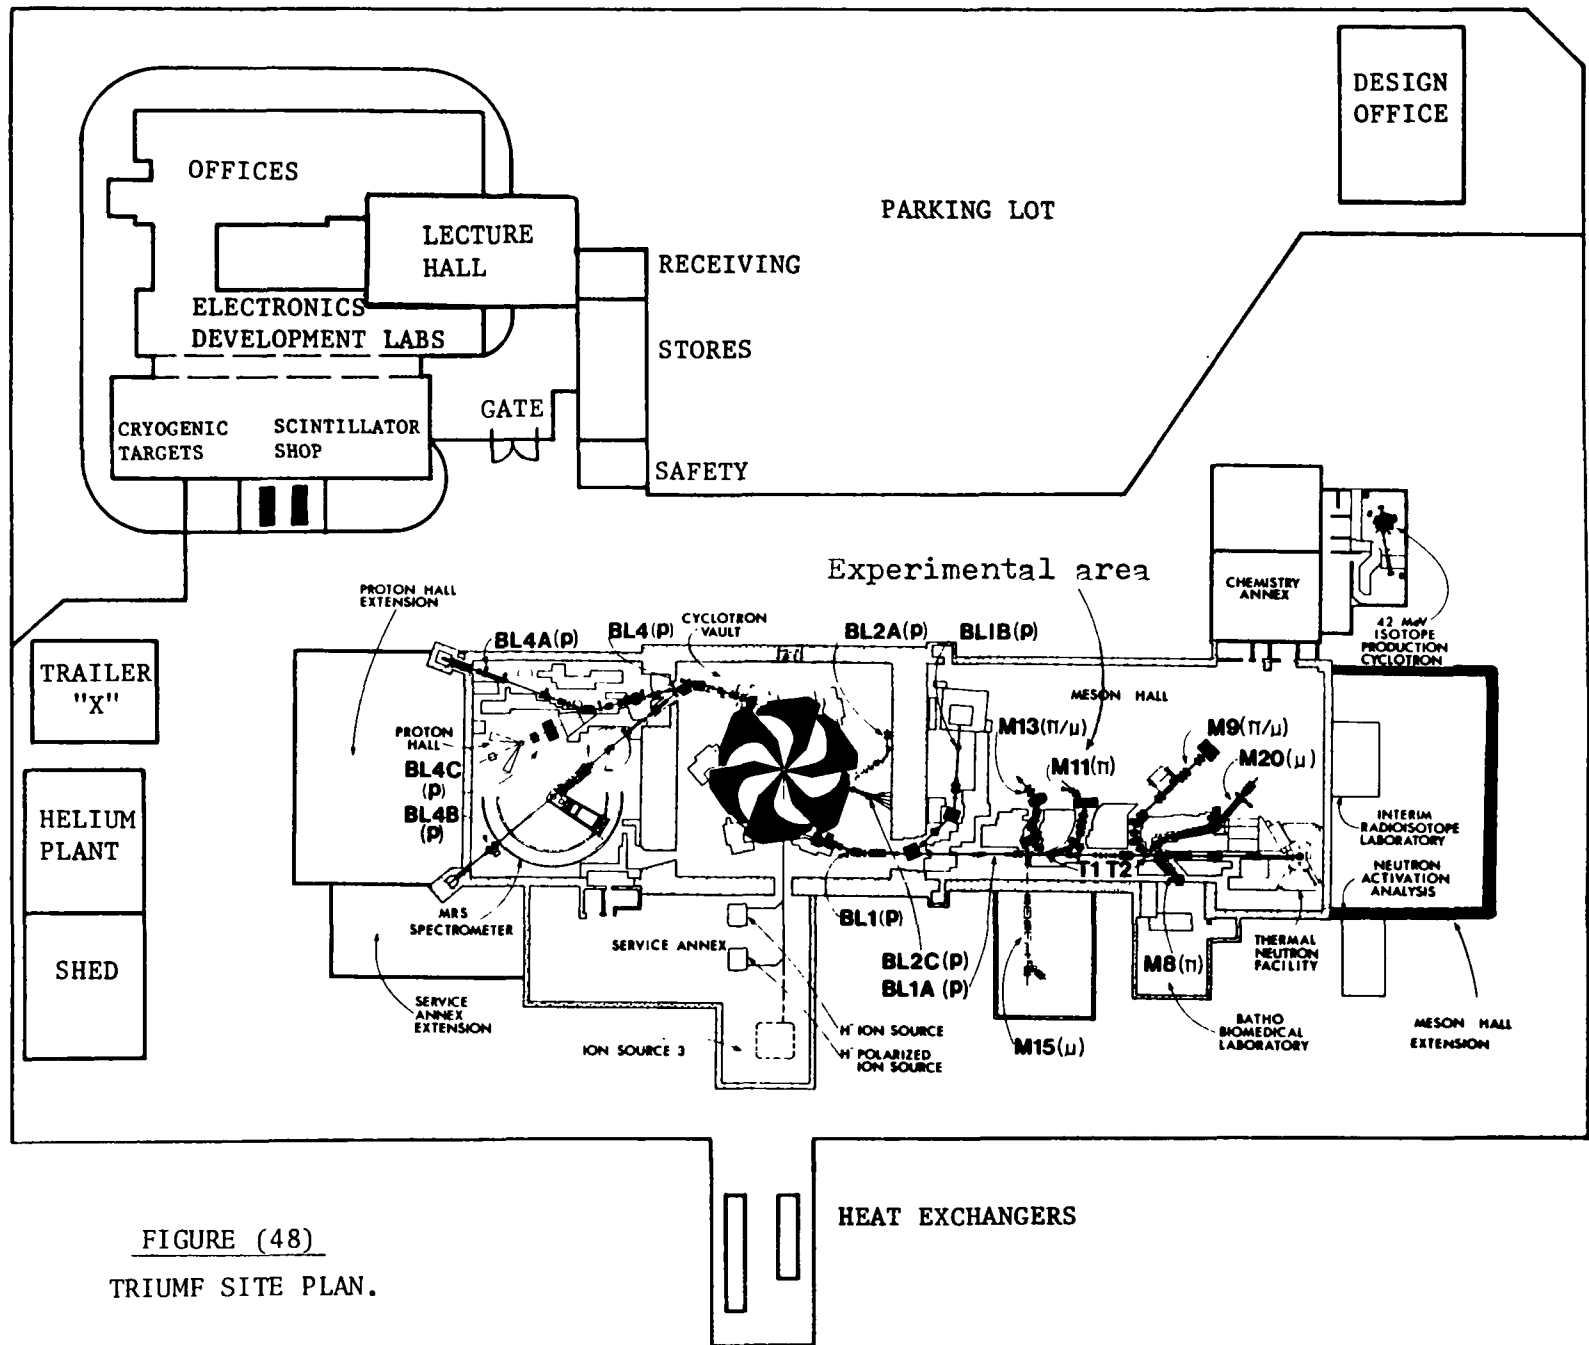 DESIGN
OFFICE
OFFICES
PARKING LOT
LECTURE
HALL
RECEIVING
ELECTRONICS
DEVELOPMENT LABS
STORES
GATE
CRYOGENIC
TARGETS
SCINTILLATOR
SHOP
SAFETY
Experimental area
PROTON HALL
EXTENSION
CHEMISTRY
ANNEX
42 MeV
ISOTOPE
PRODUCTION
CYCLOTRON
BL4A(p)
BL4(p)
CYCLOTRON
VAULT
BL2A(p)
BL1B(p)
TRAILER
"X"
MESON HALL
M13(π/μ)
M9(π/μ)
M11(π)
M20(μ)
PROTON
HALL
BL4C
(p)
BL4B
(p)
HELIUM
PLANT
INTERIM
RADIOISOTOPE
LABORATORY
NEUTRON
ACTIVATION
ANALYSIS
T1 T2
MRS
SPECTROMETER
BL1(p)
SERVICE ANNEX
BL2C(p)
BL1A (p)
M8(π)
THERMAL
NEUTRON
FACILITY
SHED
SERVICE
ANNEX
EXTENSION
ION SOURCE 3
H⁻ ION SOURCE
H⁻ POLARIZED
ION SOURCE
M15(μ)
BATHO
BIOMEDICAL
LABORATORY
MESON HALL
EXTENSION
HEAT EXCHANGERS
FIGURE (48)
TRIUMF SITE PLAN.